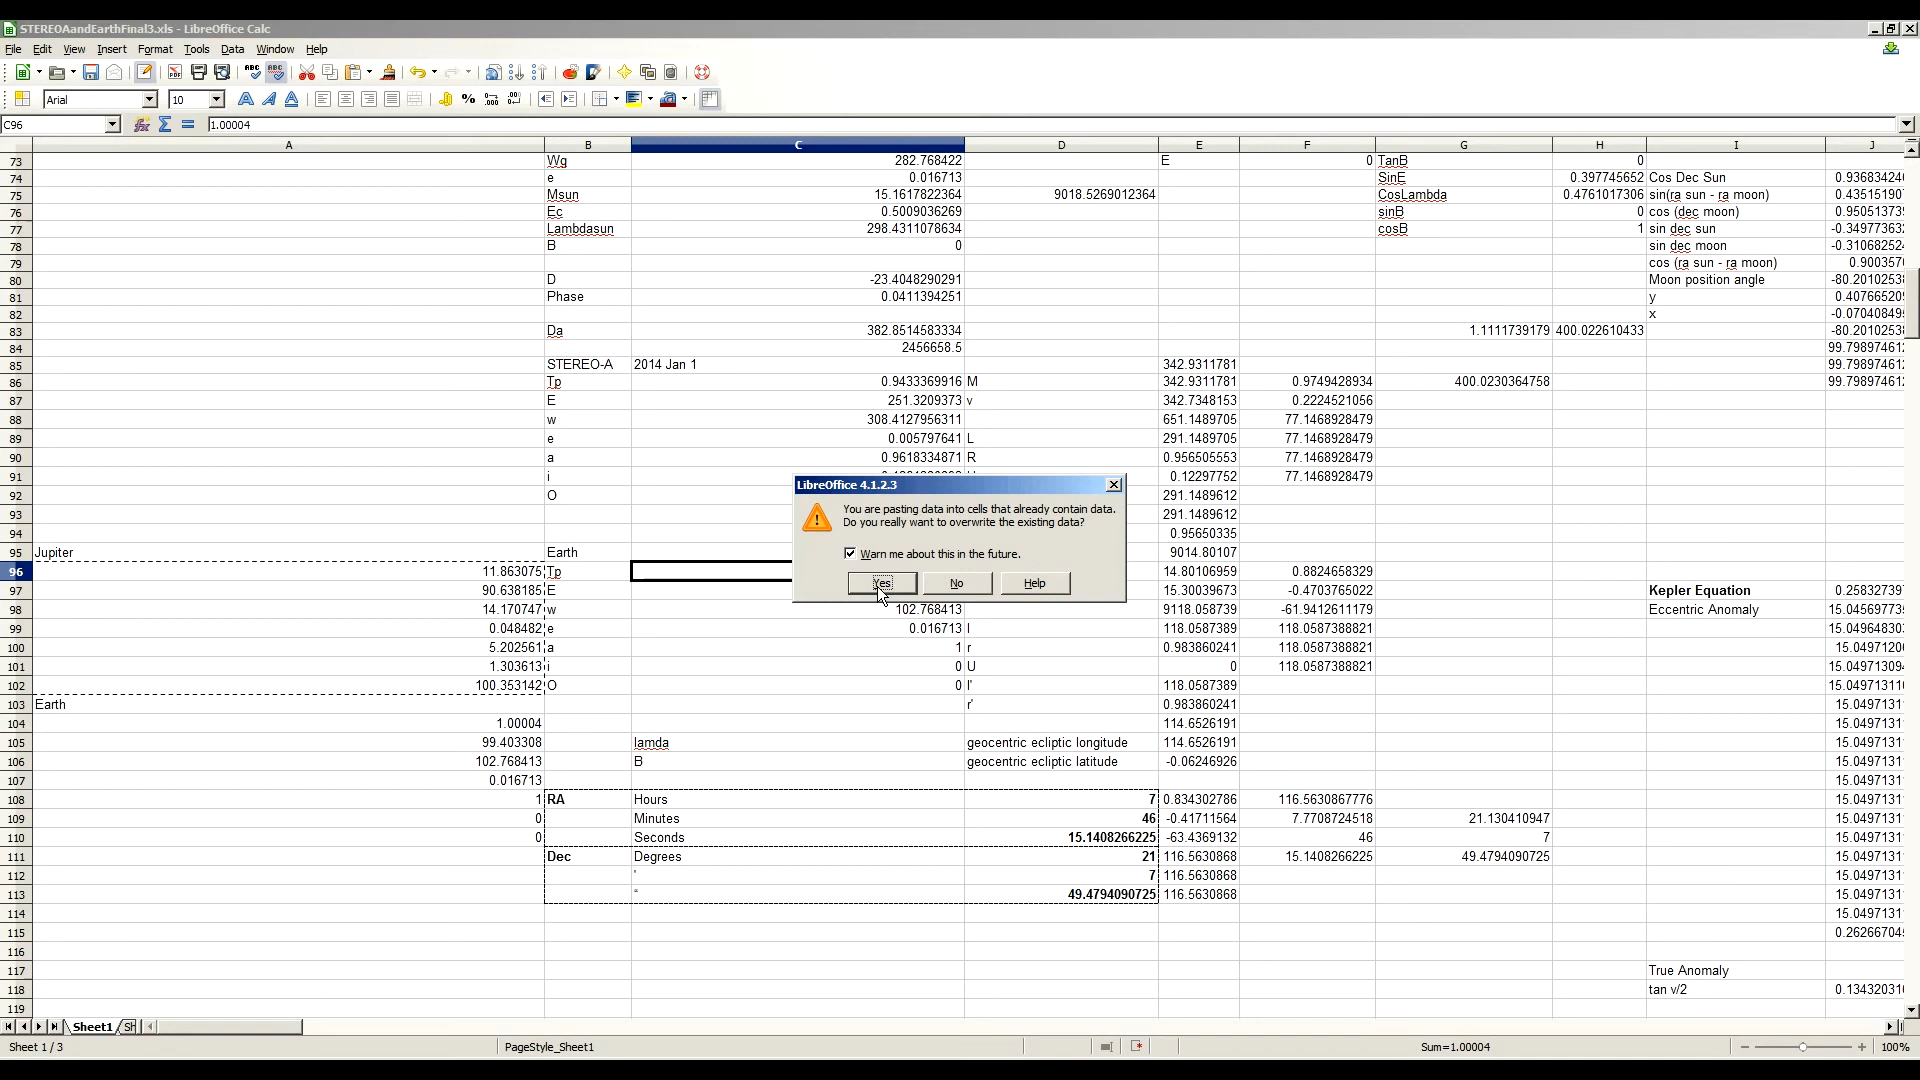 STEREOAandEarthFinal3.xls - LibreOffice Calc
File Edit View Insert Format Tools Data Window Help
Arial 10
C96 1.00004
A B C D E F G H I J
73 Wg 282.768422 E 0 TanB 0
74 e 0.016713 SinE 0.397745652 Cos Dec Sun 0.936834240
75 Msun 15.1617822364 9018.5269012364 CosLambda 0.4761017306 sin(ra sun - ra moon) 0.435151907
76 Ec 0.5009036269 sinB 0 cos (dec moon) 0.950513739
77 Lambdasun 298.4311078634 cosB 1 sin dec sun -0.349773632
78 B 0 sin dec moon -0.310682524
79 cos (ra sun - ra moon) 0.9003570
80 D -23.4048290291 Moon position angle -80.20102538
81 Phase 0.0411394251 y 0.407665209
82 x -0.070408499
83 Da 382.8514583334 1.1111739179 400.022610433 -80.20102538
84 2456658.5 99.798974612
85 STEREO-A 2014 Jan 1 342.9311781 99.798974612
86 Tp 0.9433369916 M 342.9311781 0.9749428934 400.0230364758 99.798974612
87 E 251.3209373 v 342.7348153 0.2224521056
88 w 308.4127956311 651.1489705 77.1468928479
89 e 0.005797641 L 291.1489705 77.1468928479
90 a 0.9618334871 R 0.956505553 77.1468928479
91 i 0.12297752 77.1468928479
92 O 291.1489612
93 291.1489612
94 0.95650335
95 Jupiter Earth 9014.80107
96 11.863075 Tp 14.80106959 0.8824658329
97 90.638185 E 15.30039673 -0.4703765022 Kepler Equation 0.258327397
98 14.170747 w 102.768413 9118.058739 -61.9412611179 Eccentric Anomaly 15.04569773
99 0.048482 e 0.016713 l 118.0587389 118.0587388821 15.04964830
100 5.202561 a 1 r 0.983860241 118.0587388821 15.04971206
101 1.303613 i 0 U 0 118.0587388821 15.04971309
102 100.353142 O 0 l' 118.0587389 15.04971311
103 Earth r' 0.983860241 15.0497131
104 1.00004 114.6526191 15.0497131
105 99.403308 lamda geocentric ecliptic longitude 114.6526191 15.0497131
106 102.768413 B geocentric ecliptic latitude -0.06246926 15.0497131
107 0.016713 15.0497131
108 1 RA Hours 7 0.834302786 116.5630867776 15.0497131
109 0 Minutes 46 -0.41711564 7.7708724518 21.130410947 15.0497131
110 0 Seconds 15.1408266225 -63.4369132 46 7 15.0497131
111 Dec Degrees 21 116.5630868 15.1408266225 49.4794090725 15.0497131
112 ' 7 116.5630868 15.0497131
113 “ 49.4794090725 116.5630868 15.0497131
114 15.0497131
115 15.0497131
116 0.26266704
117 True Anomaly
118 tan v/2 0.13432031
119
LibreOffice 4.1.2.3
You are pasting data into cells that already contain data.
Do you really want to overwrite the existing data?
Warn me about this in the future.
Yes No Help
Sheet1
Sheet 1 / 3 PageStyle_Sheet1 Sum=1.00004 100%